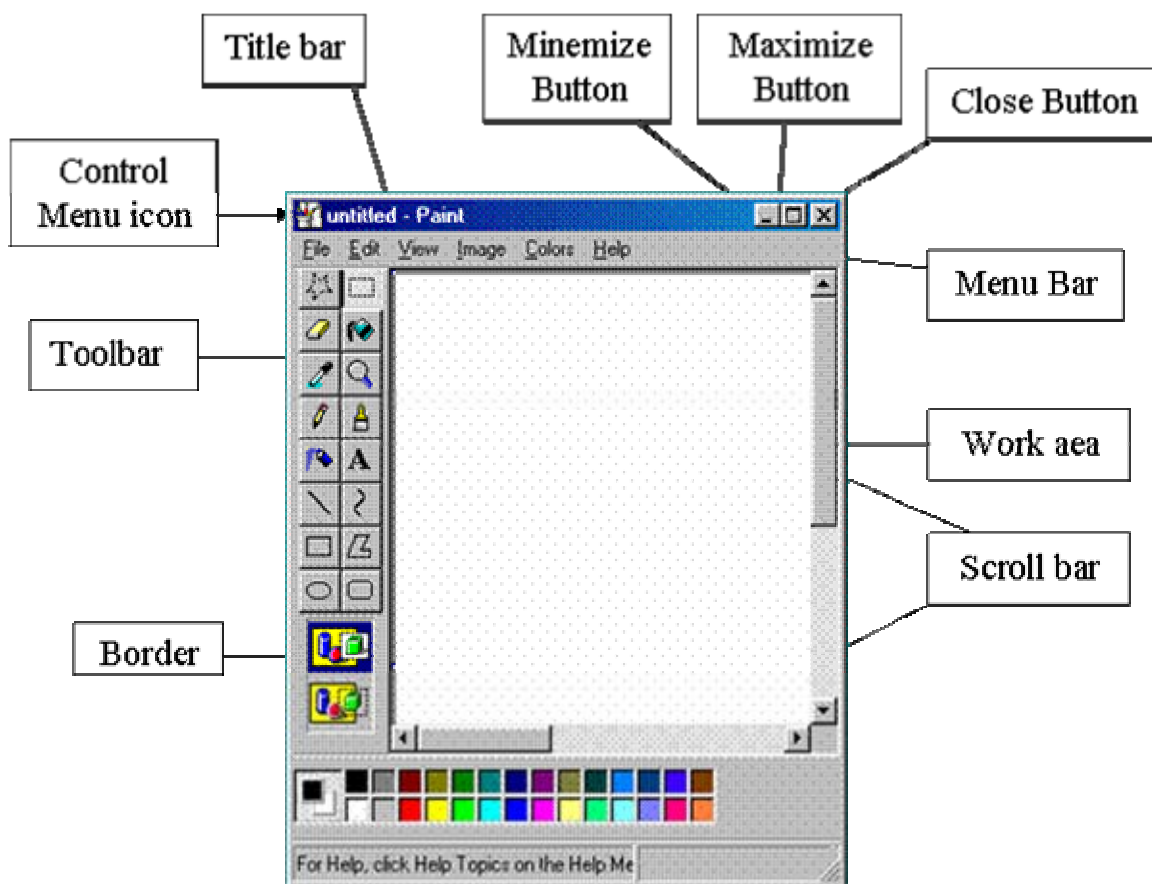 Title bar
Minemize
Button
Maximize
Button
Close Button
Control
Menu icon
untitled - Paint
File Edit View Image Colors Help
Menu Bar
Toolbar
A
Work aea
Scroll bar
Border
For Help, click Help Topics on the Help Me